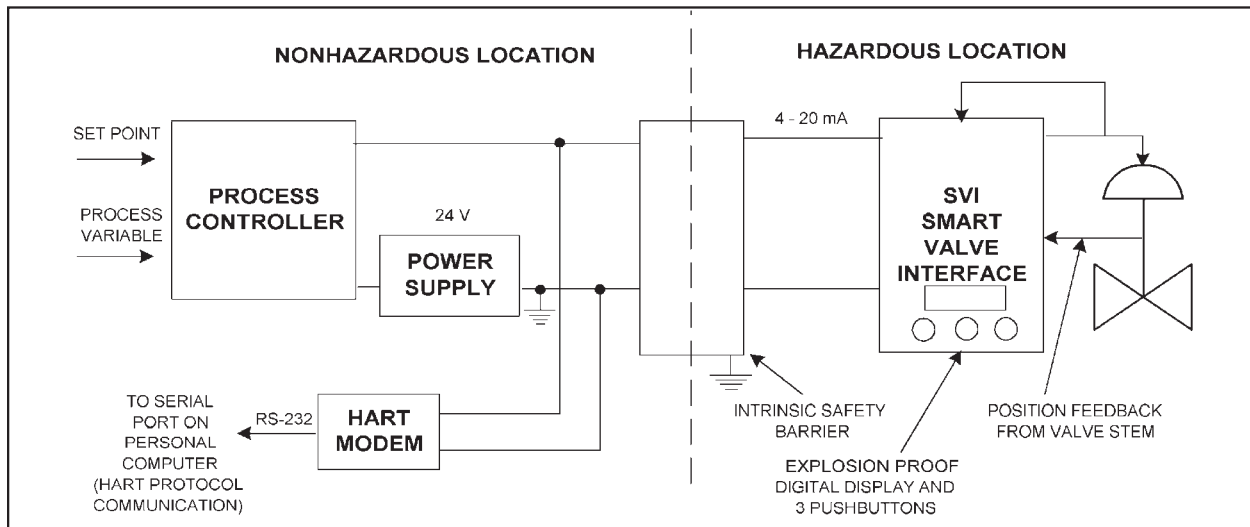 NONHAZARDOUS LOCATION
HAZARDOUS LOCATION
SET POINT
PROCESS
VARIABLE
PROCESS
CONTROLLER
24 V
POWER
SUPPLY
4 - 20 mA
SVI
SMART
VALVE
INTERFACE
TO SERIAL
PORT ON
PERSONAL
COMPUTER
(HART PROTOCOL
COMMUNICATION)
RS-232
HART
MODEM
INTRINSIC SAFETY
BARRIER
POSITION FEEDBACK
FROM VALVE STEM
EXPLOSION PROOF
DIGITAL DISPLAY AND
3 PUSHBUTTONS